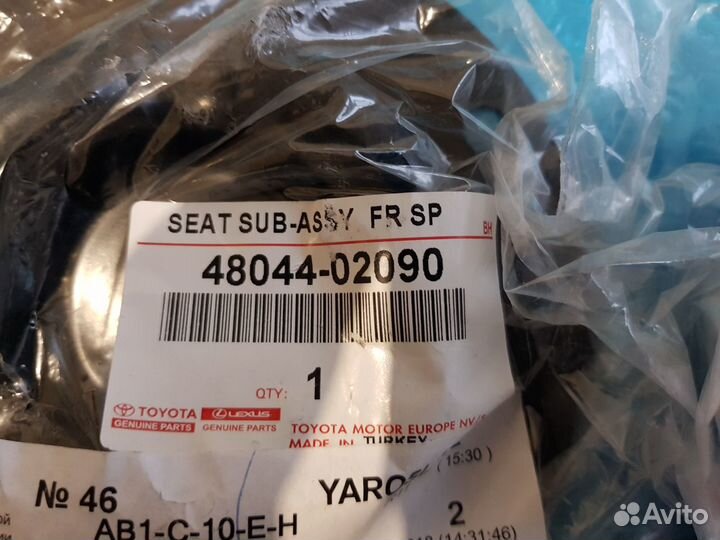 SEAT SUB-ASSY FR SP
BH
48044-02090
QTY: 1
TOYOTA
GENUINE PARTS
LEXUS
GENUINE PARTS
TOYOTA MOTOR EUROPE NV/S
MADE IN TURKEY
№ 46
(15:30)
2
AB1-C-10-E-H
(14:31:46)
Avito